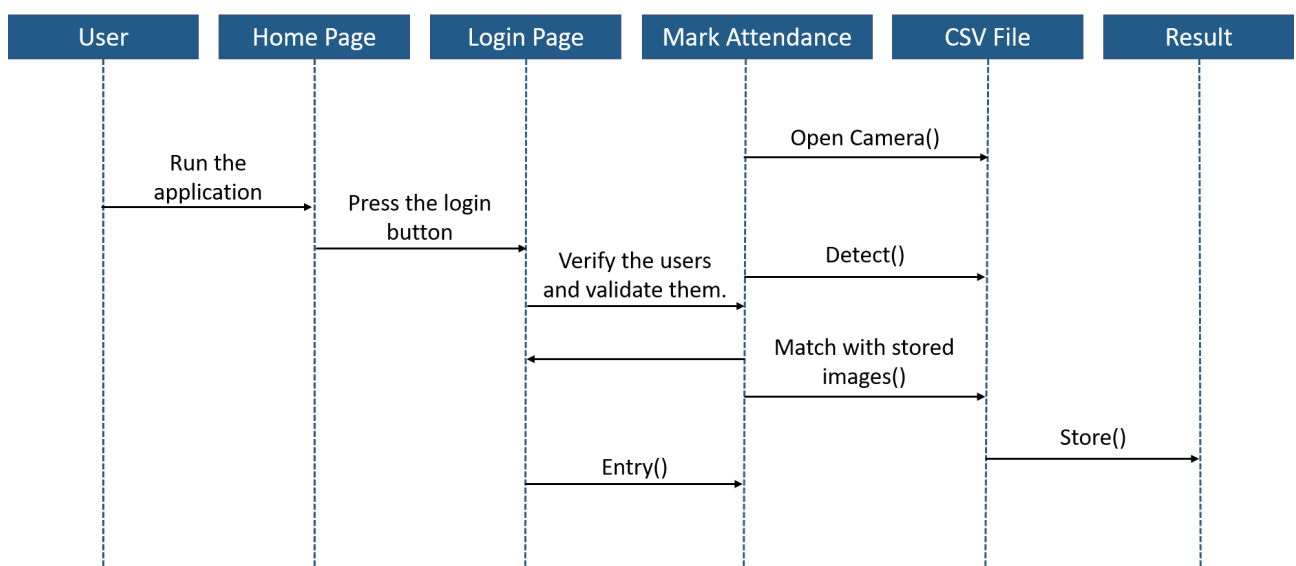 User
Home Page
Login Page
Mark Attendance
CSV File
Result
Open Camera()
Run the
application
Press the login
button
Detect()
Verify the users
and validate them.
Match with stored
images()
Store()
Entry()